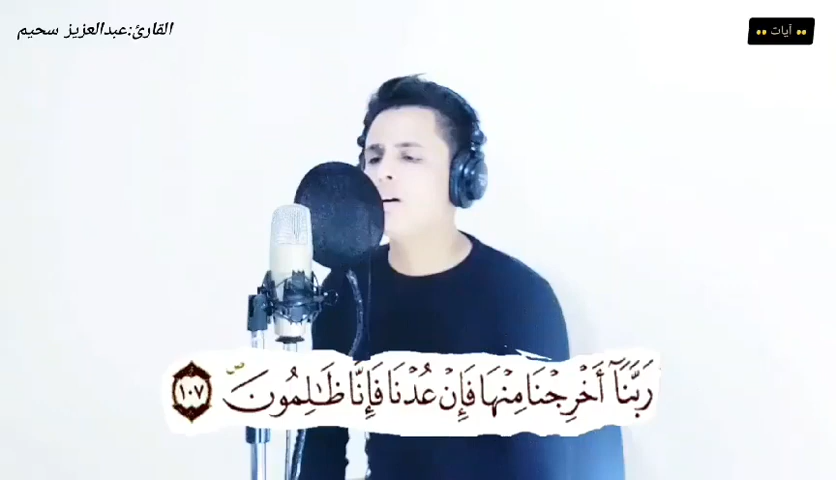 القارئ:عبدالعزيز سحيم
آيات
رَبَّنَآ أَخْرِجْنَا مِنْهَا فَإِنْ عُدْنَا فَإِنَّا ظَٰلِمُونَ ١٠٧